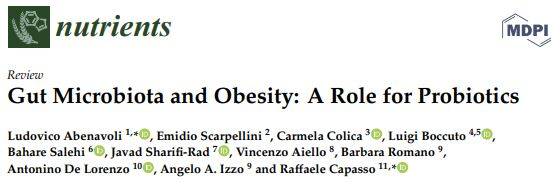 nutrients
MDPI
Review
Gut Microbiota and Obesity: A Role for Probiotics
Ludovico Abenavoli 1,*, Emidio Scarpellini 2, Carmela Colica 3, Luigi Boccuto 4,5,
Bahare Salehi 6, Javad Sharifi-Rad 7, Vincenzo Aiello 8, Barbara Romano 9,
Antonino De Lorenzo 10, Angelo A. Izzo 9 and Raffaele Capasso 11,*